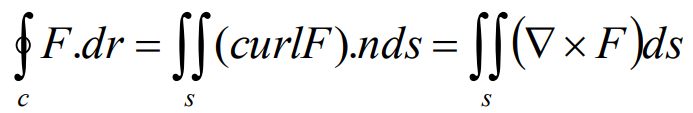 ∮_c F.dr = ∬_s (curlF).nds = ∬_s (∇ × F)ds